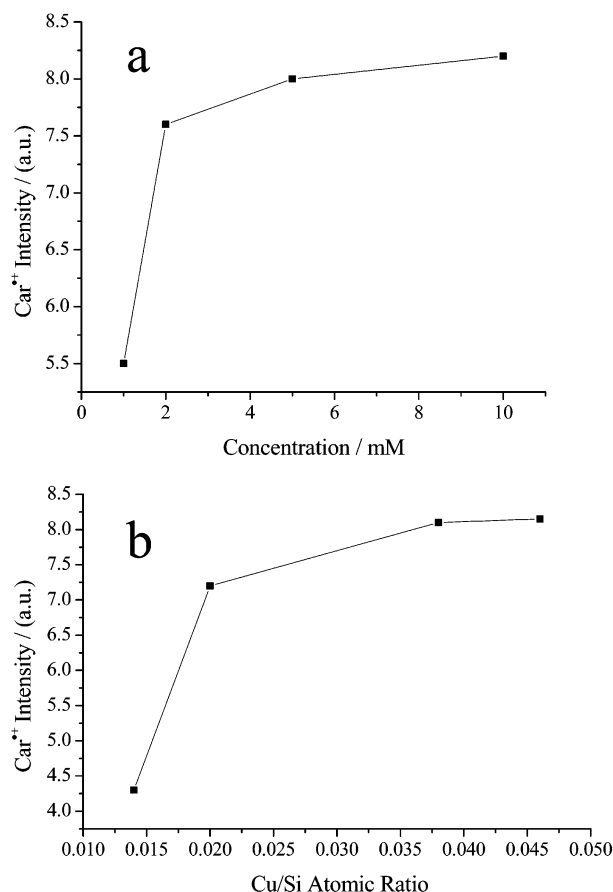 a
8.5
8.0
7.5
7.0
6.5
6.0
5.5
Car•+ Intensity / (a.u.)
0 2 4 6 8 10
Concentration / mM
b
8.5
8.0
7.5
7.0
6.5
6.0
5.5
5.0
4.5
4.0
Car•+ Intensity / (a.u.)
0.010 0.015 0.020 0.025 0.030 0.035 0.040 0.045 0.050
Cu/Si Atomic Ratio